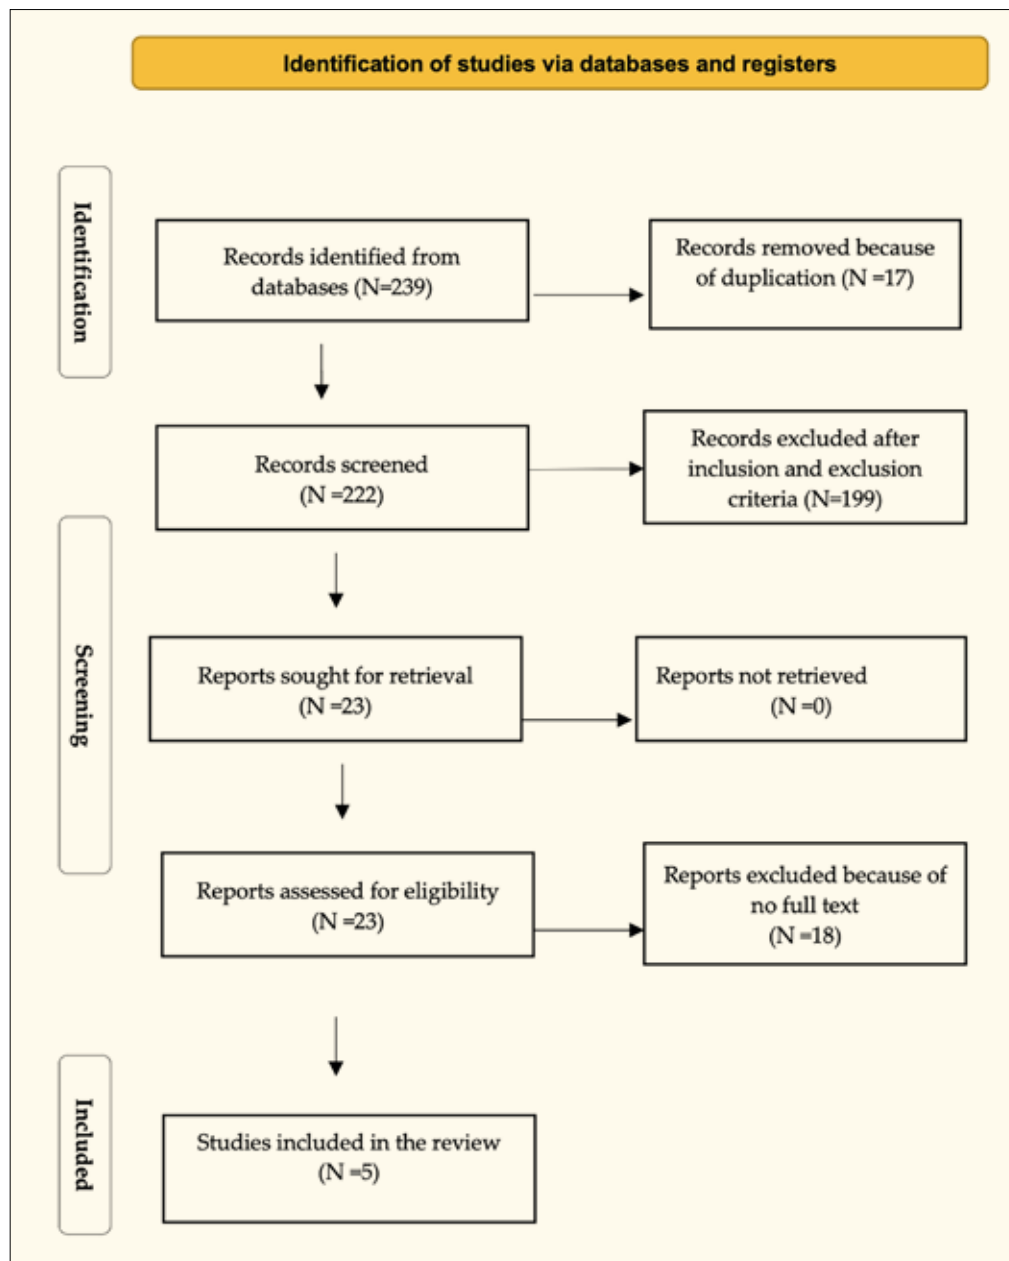 Identification of studies via databases and registers
Identification
Records identified from
databases (N=239)
Records removed because
of duplication (N =17)
Records screened
(N =222)
Records excluded after
inclusion and exclusion
criteria (N=199)
Screening
Reports sought for retrieval
(N =23)
Reports not retrieved
(N =0)
Reports assessed for eligibility
(N =23)
Reports excluded because of
no full text
(N =18)
Included
Studies included in the review
(N =5)